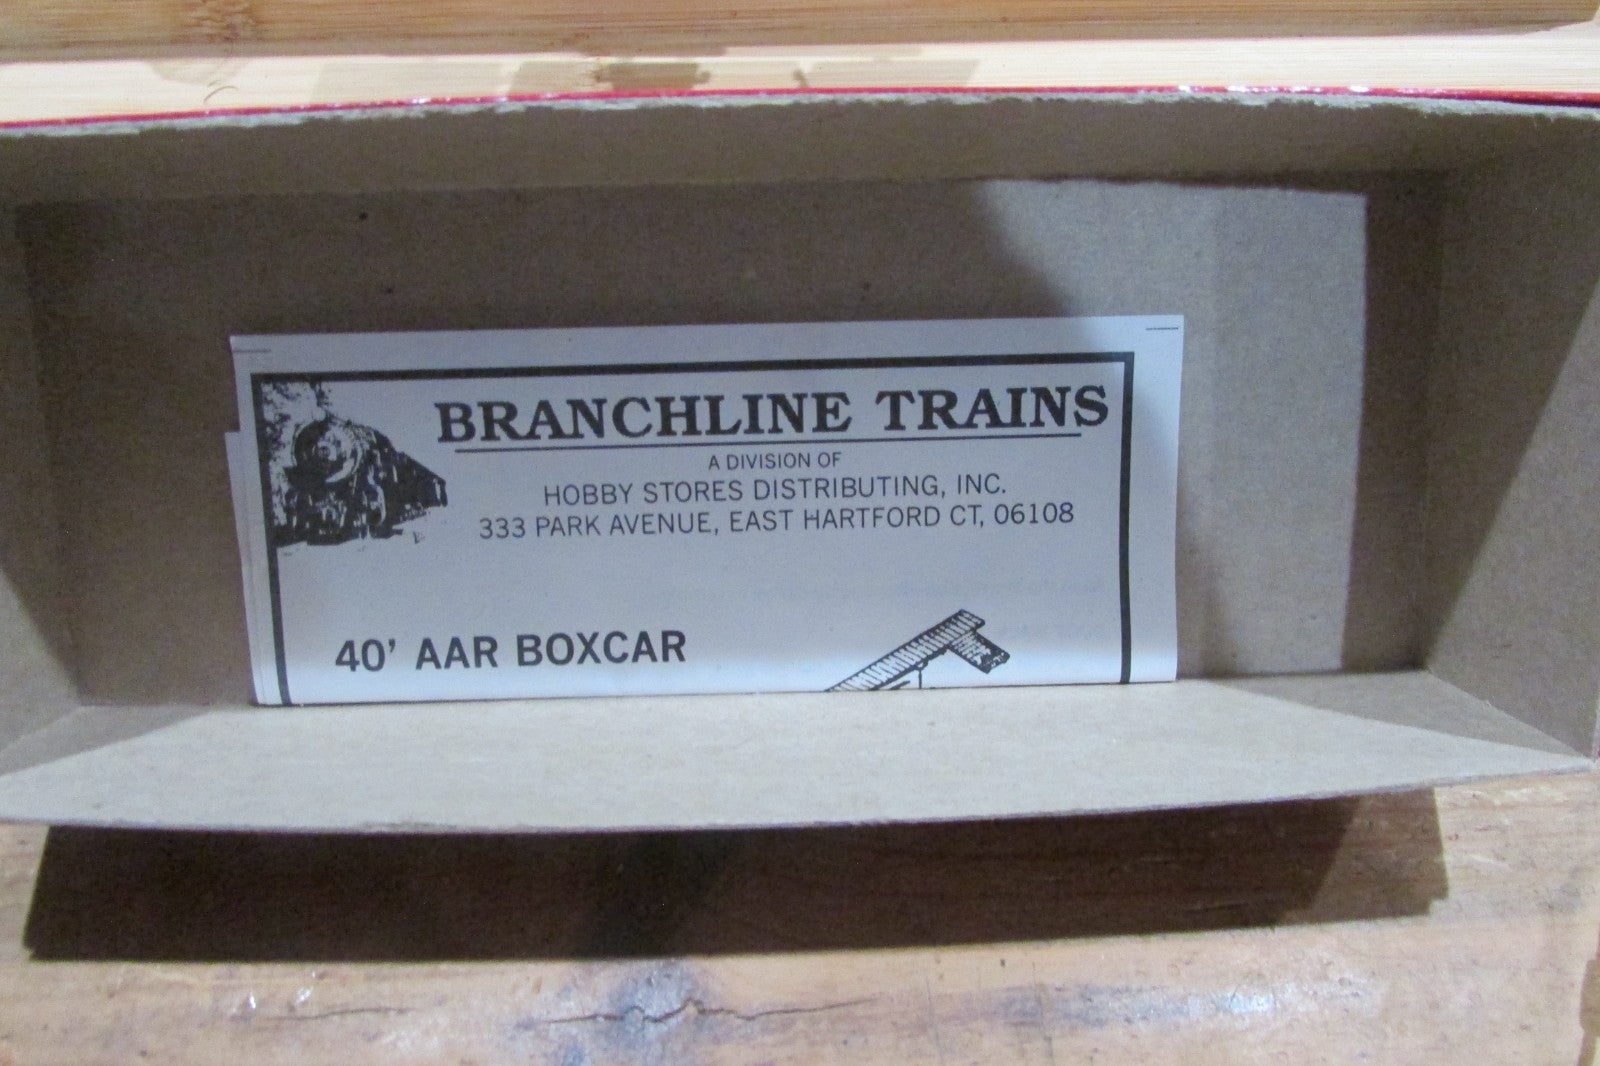 BRANCHLINE TRAINS
A DIVISION OF
HOBBY STORES DISTRIBUTING, INC.
333 PARK AVENUE, EAST HARTFORD CT, 06108
40' AAR BOXCAR